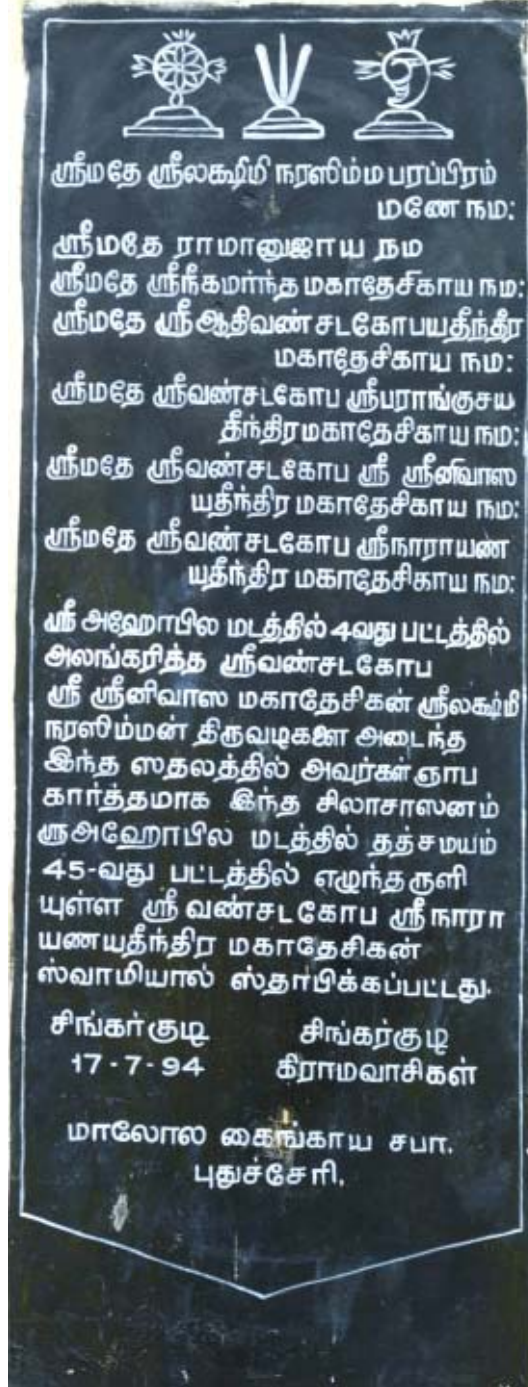 ஸ்ரீமதே ஸ்ரீலக்ஷிமி நரஸிம்ம பரப்பிரம்
மணே நம:
ஸ்ரீமதே ராமானுஜாய நம
ஸ்ரீமதே ஸ்ரீநீகமார்ந்த மகாதேசிகாய நம:
ஸ்ரீமதே ஸ்ரீஆதிவண் சடகோபயதீந்தீர
மகாதேசிகாய நம:
ஸ்ரீமதே ஸ்ரீவண்சடகோப ஸ்ரீபராங்குசய
தீந்திரமகாதேசிகாய நம:
ஸ்ரீமதே ஸ்ரீவண்சடகோப ஸ்ரீ ஸ்ரீனிவாஸ
யதீந்திர மகாதேசிகாய நம:
ஸ்ரீமதே ஸ்ரீவண்சடகோப ஸ்ரீநாராயண
யதீந்திர மகாதேசிகாய நம:
ஸ்ரீ அஹோபில மடத்தில் 4வது பட்டத்தில்
அலங்கரித்த ஸ்ரீவண்சடகோப
ஸ்ரீ ஸ்ரீனிவாஸ மகாதேசிகன் ஸ்ரீலக்ஷ்மி
நரஸிம்மன் திருவடிகளை அடைந்த
இந்த ஸதலத்தில் அவர்கள் ஞாப
கார்த்தமாக இந்த சிலாசாஸனம்
ஸ்ரீஅஹோபில மடத்தில் தத்சமயம்
45-வது பட்டத்தில் எழுந்தருளி
யுள்ள ஸ்ரீ வண்சடகோப ஸ்ரீநாரா
யணயதீந்திர மகாதேசிகன்
ஸ்வாமியால் ஸ்தாபிக்கப்பட்டது.
சிங்கர்குடி சிங்கர்குடி
17-7-94 கிராமவாசிகள்
மாலோல கைங்காய சபா.
புதுச்சேரி.